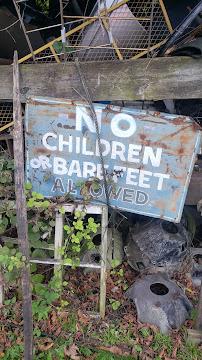 NO
CHILDREN
OR BARE FEET
ALLOWED